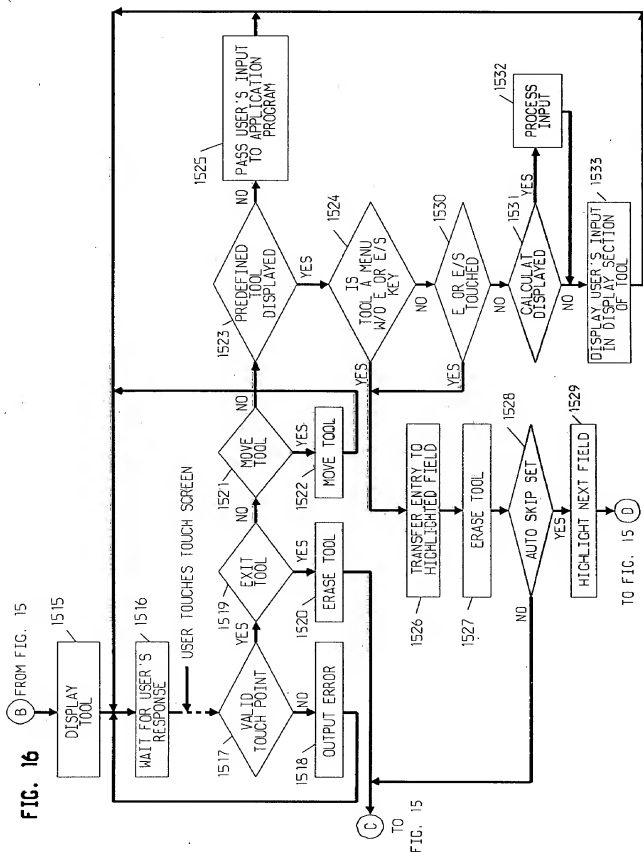 FIG. 16
B FROM FIG. 15
1515
DISPLAY
TOOL
1516
WAIT FOR USER'S
RESPONSE
USER TOUCHES TOUCH SCREEN
1517
VALID
TOUCH POINT
YES
NO
1518
OUTPUT ERROR
1519
EXIT
TOOL
NO
YES
1520
ERASE TOOL
1521
MOVE
TOOL
NO
YES
1522
MOVE TOOL
1523
PREDEFINED
TOOL
DISPLAYED
NO
YES
1525
PASS USER'S INPUT
TO APPLICATION
PROGRAM
1524
IS
TOOL A MENU
W/O E OR E/S
KEY
YES
NO
1530
E OR E/S
TOUCHED
YES
NO
1531
CALCULAT
DISPLAYED
YES
NO
1532
PROCESS
INPUT
1533
DISPLAY USER'S INPUT
IN DISPLAY SECTION
OF TOOL
1526
TRANSFER ENTRY TO
HIGHLIGHTED FIELD
1527
ERASE TOOL
1528
AUTO SKIP SET
NO
YES
1529
HIGHLIGHT NEXT FIELD
TO FIG. 15 D
C
TO
FIG. 15